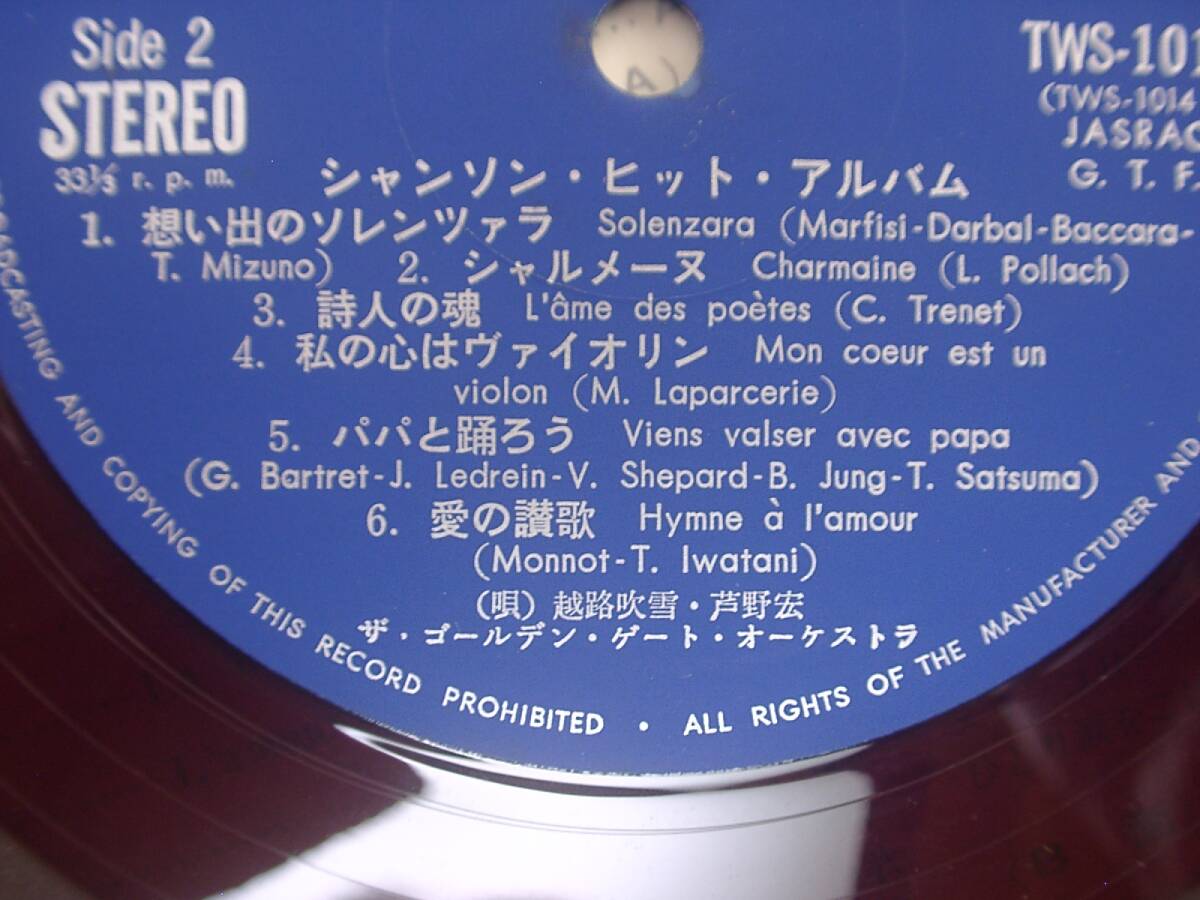 Side 2
STEREO
33⅓ r. p. m.
A)
TWS-101
(TWS-1014
JASRAC
G. T. F.
シャンソン・ヒット・アルバム
1. 想い出のソレンツァラ Solenzara (Marfisi-Darbal-Baccara-
T. Mizuno) 2. シャルメーヌ Charmaine (L. Pollach)
3. 詩人の魂 L'âme des poètes (C. Trenet)
4. 私の心はヴァイオリン Mon coeur est un
violon (M. Laparcerie)
5. パパと踊ろう Viens valser avec papa
(G. Bartret-J. Ledrein-V. Shepard-B. Jung-T. Satsuma)
6. 愛の讃歌 Hymne à l'amour
(Monnot-T. Iwatani)
(唄) 越路吹雪・芦野宏
ザ・ゴールデン・ゲート・オーケストラ
ADCASTING AND COPYING OF THIS RECORD PROHIBITED • ALL RIGHTS OF THE MANUFACTURER AND